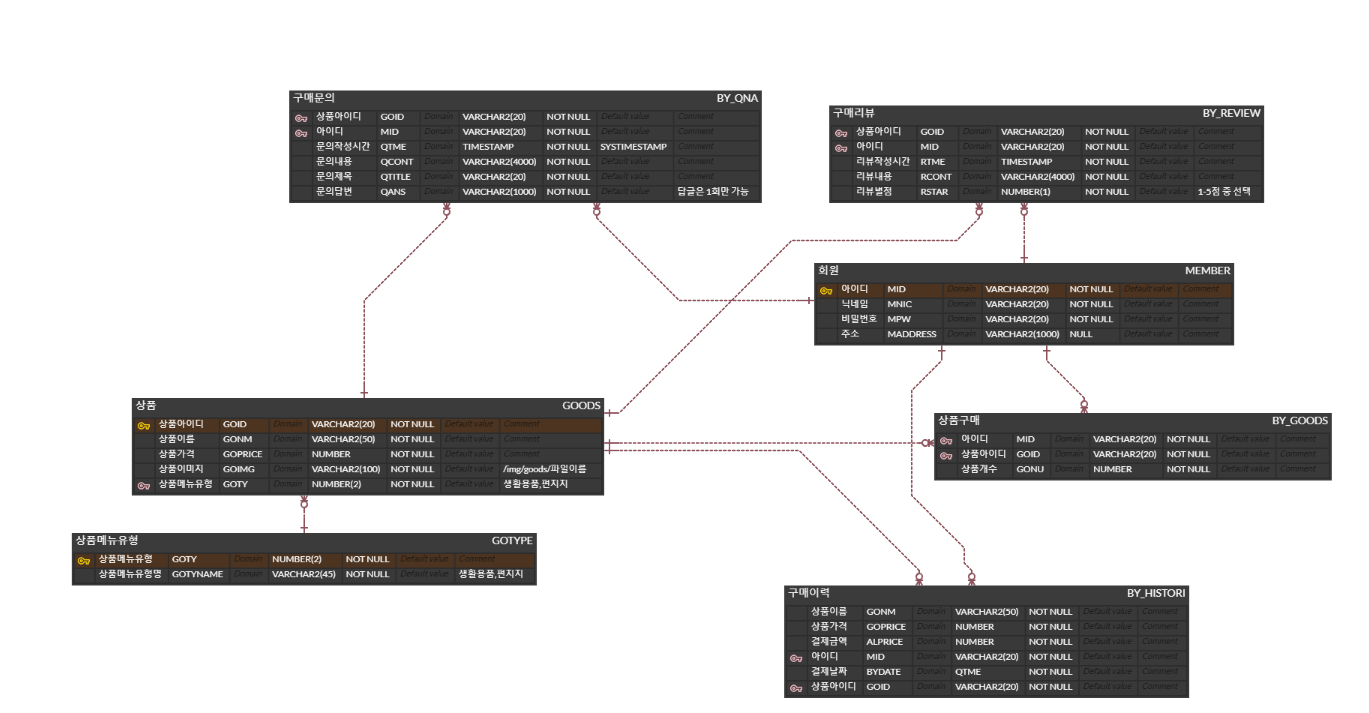 구매문의 BY_QNA
상품아이디 GOID Domain VARCHAR2(20) NOT NULL Default value Comment
아이디 MID Domain VARCHAR2(20) NOT NULL Default value Comment
문의작성시간 QTME Domain TIMESTAMP NOT NULL SYSTIMESTAMP Comment
문의내용 QCONT Domain VARCHAR2(4000) NOT NULL Default value Comment
문의제목 QTITLE Domain VARCHAR2(20) NOT NULL Default value Comment
문의답변 QANS Domain VARCHAR2(1000) NOT NULL Default value 답글은 1회만 가능
구매리뷰 BY_REVIEW
상품아이디 GOID Domain VARCHAR2(20) NOT NULL Default value Comment
아이디 MID Domain VARCHAR2(20) NOT NULL Default value Comment
리뷰작성시간 RTME Domain TIMESTAMP NOT NULL Default value Comment
리뷰내용 RCONT Domain VARCHAR2(4000) NOT NULL Default value Comment
리뷰별점 RSTAR Domain NUMBER(1) NOT NULL Default value 1-5점 중 선택
회원 MEMBER
아이디 MID Domain VARCHAR2(20) NOT NULL Default value Comment
닉네임 MNIC Domain VARCHAR2(20) NOT NULL Default value Comment
비밀번호 MPW Domain VARCHAR2(20) NOT NULL Default value Comment
주소 MADDRESS Domain VARCHAR2(1000) NULL Default value Comment
상품 GOODS
상품아이디 GOID Domain VARCHAR2(20) NOT NULL Default value Comment
상품이름 GONM Domain VARCHAR2(50) NOT NULL Default value Comment
상품가격 GOPRICE Domain NUMBER NOT NULL Default value Comment
상품이미지 GOIMG Domain VARCHAR2(100) NOT NULL Default value /img/goods/파일이름
상품메뉴유형 GOTY Domain NUMBER(2) NOT NULL Default value 생활용품,편지지
상품구매 BY_GOODS
아이디 MID Domain VARCHAR2(20) NOT NULL Default value Comment
상품아이디 GOID Domain VARCHAR2(20) NOT NULL Default value Comment
상품개수 GONU Domain NUMBER NOT NULL Default value Comment
상품메뉴유형 GOTYPE
상품메뉴유형 GOTY Domain NUMBER(2) NOT NULL Default value Comment
상품메뉴유형명 GOTYNAME Domain VARCHAR2(45) NOT NULL Default value 생활용품,편지지
구매이력 BY_HISTORI
상품이름 GONM Domain VARCHAR2(50) NOT NULL Default value Comment
상품가격 GOPRICE Domain NUMBER NOT NULL Default value Comment
결제금액 ALPRICE Domain NUMBER NOT NULL Default value Comment
아이디 MID Domain VARCHAR2(20) NOT NULL Default value Comment
결제날짜 BYDATE Domain QTME NOT NULL Default value Comment
상품아이디 GOID Domain VARCHAR2(20) NOT NULL Default value Comment